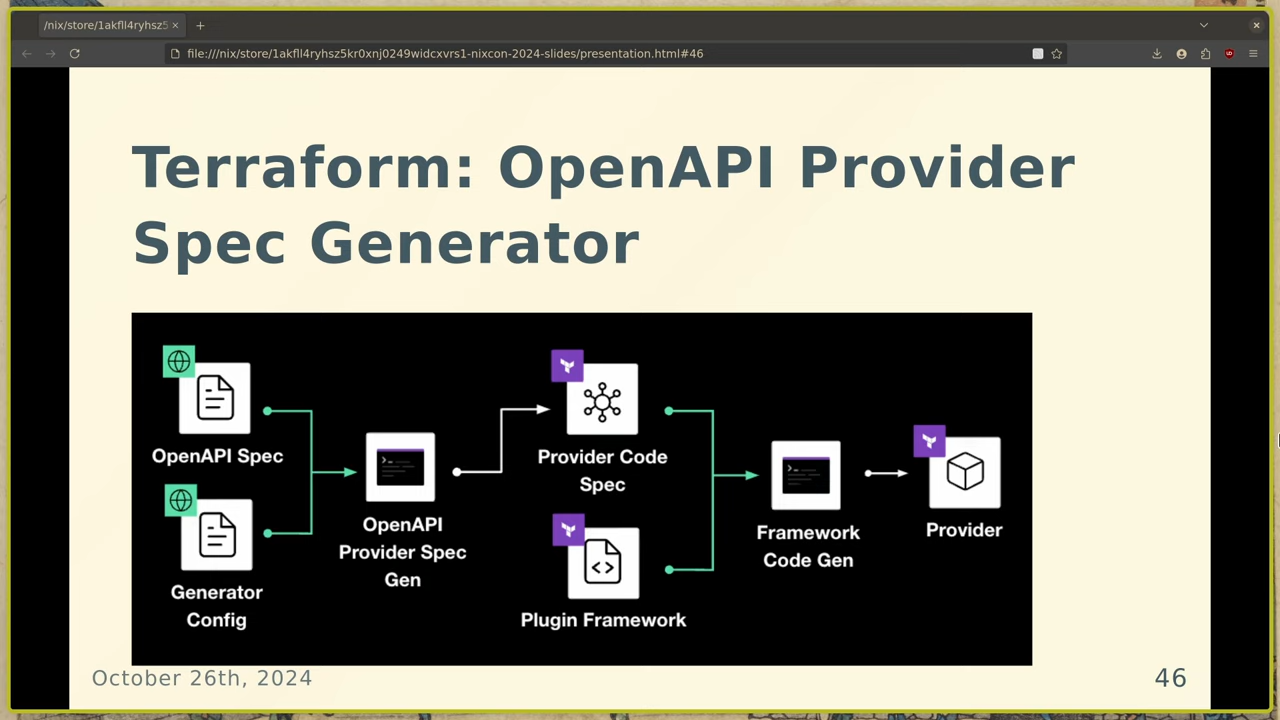 /nix/store/1akfll4ryhsz5
file:///nix/store/1akfll4ryhsz5kr0xnj0249widcxvrs1-nixcon-2024-slides/presentation.html#46
Terraform: OpenAPI Provider
Spec Generator
OpenAPI Spec
Generator
Config
OpenAPI
Provider Spec
Gen
Provider Code
Spec
Plugin Framework
Framework
Code Gen
Provider
October 26th, 2024
46